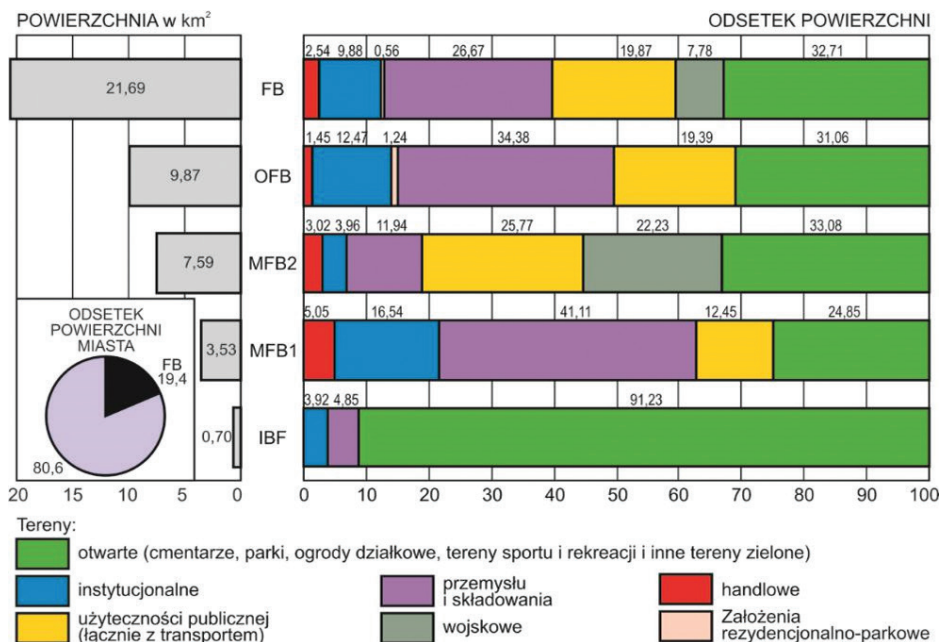 POWIERZCHNIA w km²
ODSETEK POWIERZCHNI
2,54 9,88 0,56 26,67 19,87 7,78 32,71
21,69 FB
1,45 12,47 1,24 34,38 19,39 31,06
9,87 OFB
3,02 3,96 11,94 25,77 22,23 33,08
7,59 MFB2
5,05 16,54 41,11 12,45 24,85
3,53 MFB1
3,92 4,85 91,23
0,70 IBF
ODSETEK
POWIERZCHNI
MIASTA
FB
19,4
80,6
20 15 10 5 0
0 10 20 30 40 50 60 70 80 90 100
Tereny:
otwarte (cmentarze, parki, ogrody działkowe, tereny sportu i rekreacji i inne tereny zielone)
instytucjonalne
użyteczności publicznej
(łącznie z transportem)
przemysłu
i składowania
wojskowe
handlowe
Założenia
rezydencjonalno-parkowe